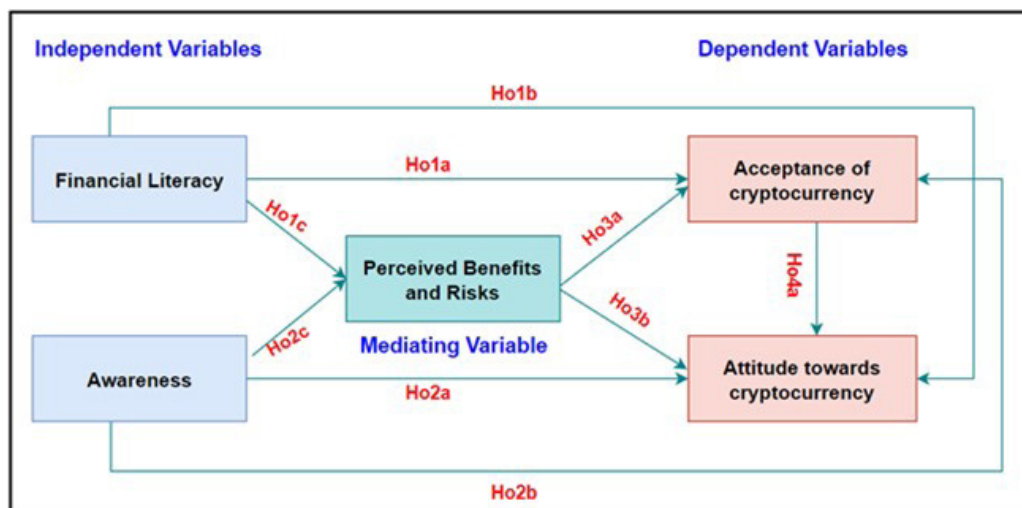 Independent Variables
Dependent Variables
Ho1b
Financial Literacy
Ho1a
Acceptance of
cryptocurrency
Ho1c
Ho3a
Perceived Benefits
and Risks
Ho4a
Ho2c
Ho3b
Mediating Variable
Awareness
Ho2a
Attitude towards
cryptocurrency
Ho2b